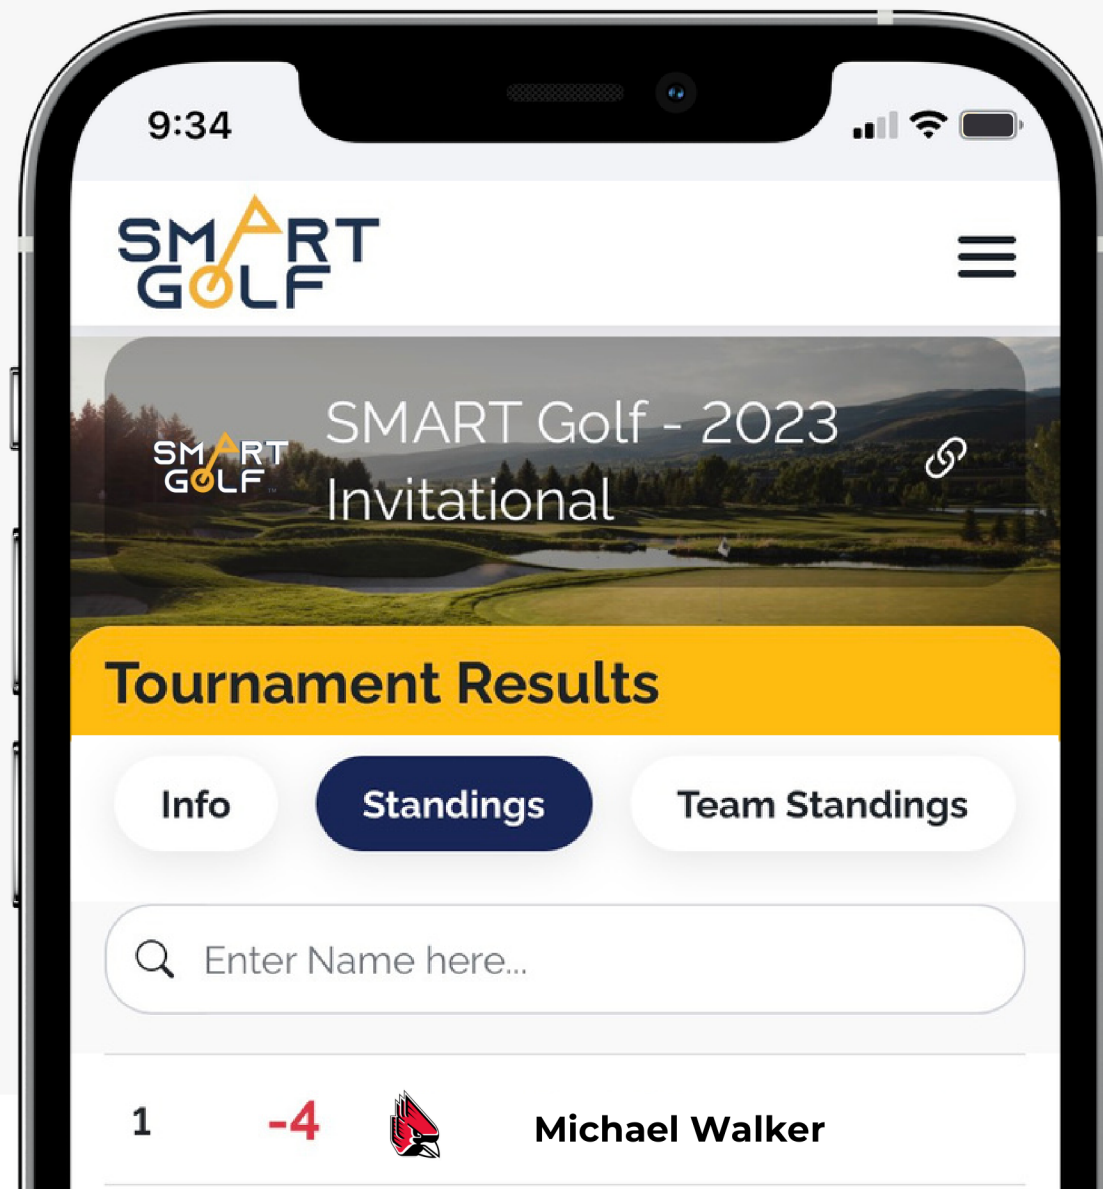 9:34
SMART
GOLF
SMART Golf - 2023
Invitational
SMART
GOLF
Tournament Results
Info
Standings
Team Standings
Enter Name here...
1 -4 Michael Walker